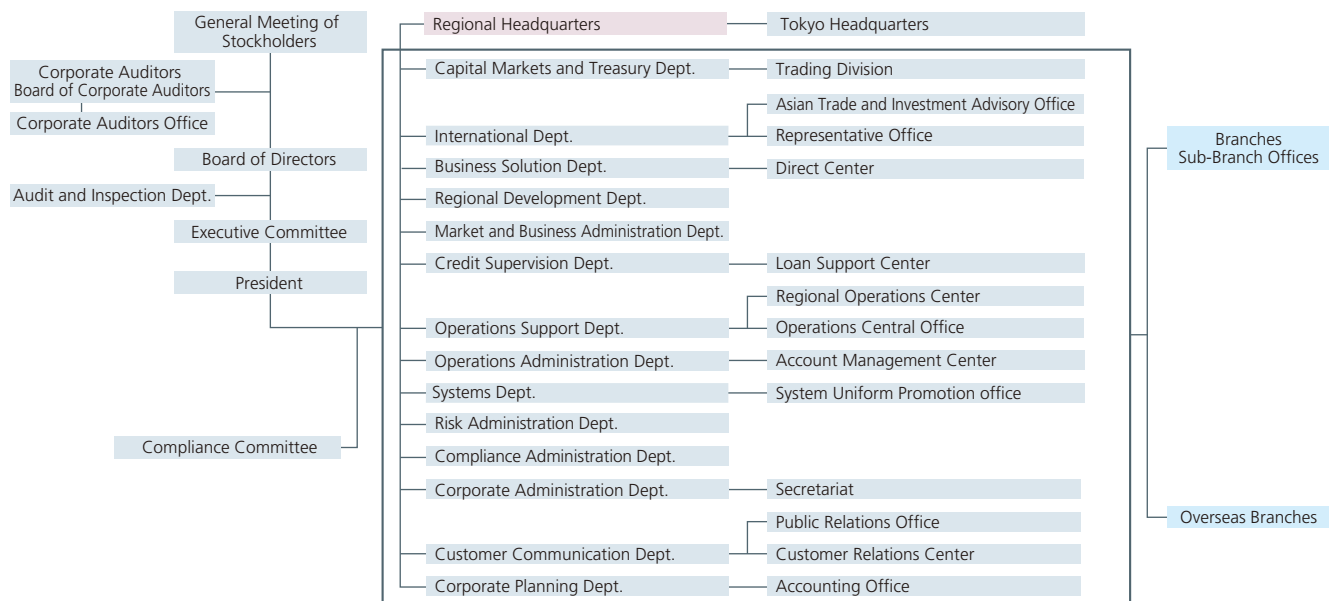 General Meeting of
Stockholders
Corporate Auditors
Board of Corporate Auditors
Corporate Auditors Office
Board of Directors
Audit and Inspection Dept.
Executive Committee
President
Compliance Committee
Regional Headquarters
Tokyo Headquarters
Capital Markets and Treasury Dept.
Trading Division
Asian Trade and Investment Advisory Office
International Dept.
Representative Office
Business Solution Dept.
Direct Center
Regional Development Dept.
Market and Business Administration Dept.
Credit Supervision Dept.
Loan Support Center
Regional Operations Center
Operations Support Dept.
Operations Central Office
Operations Administration Dept.
Account Management Center
Systems Dept.
System Uniform Promotion office
Risk Administration Dept.
Compliance Administration Dept.
Corporate Administration Dept.
Secretariat
Public Relations Office
Customer Communication Dept.
Customer Relations Center
Corporate Planning Dept.
Accounting Office
Branches
Sub-Branch Offices
Overseas Branches